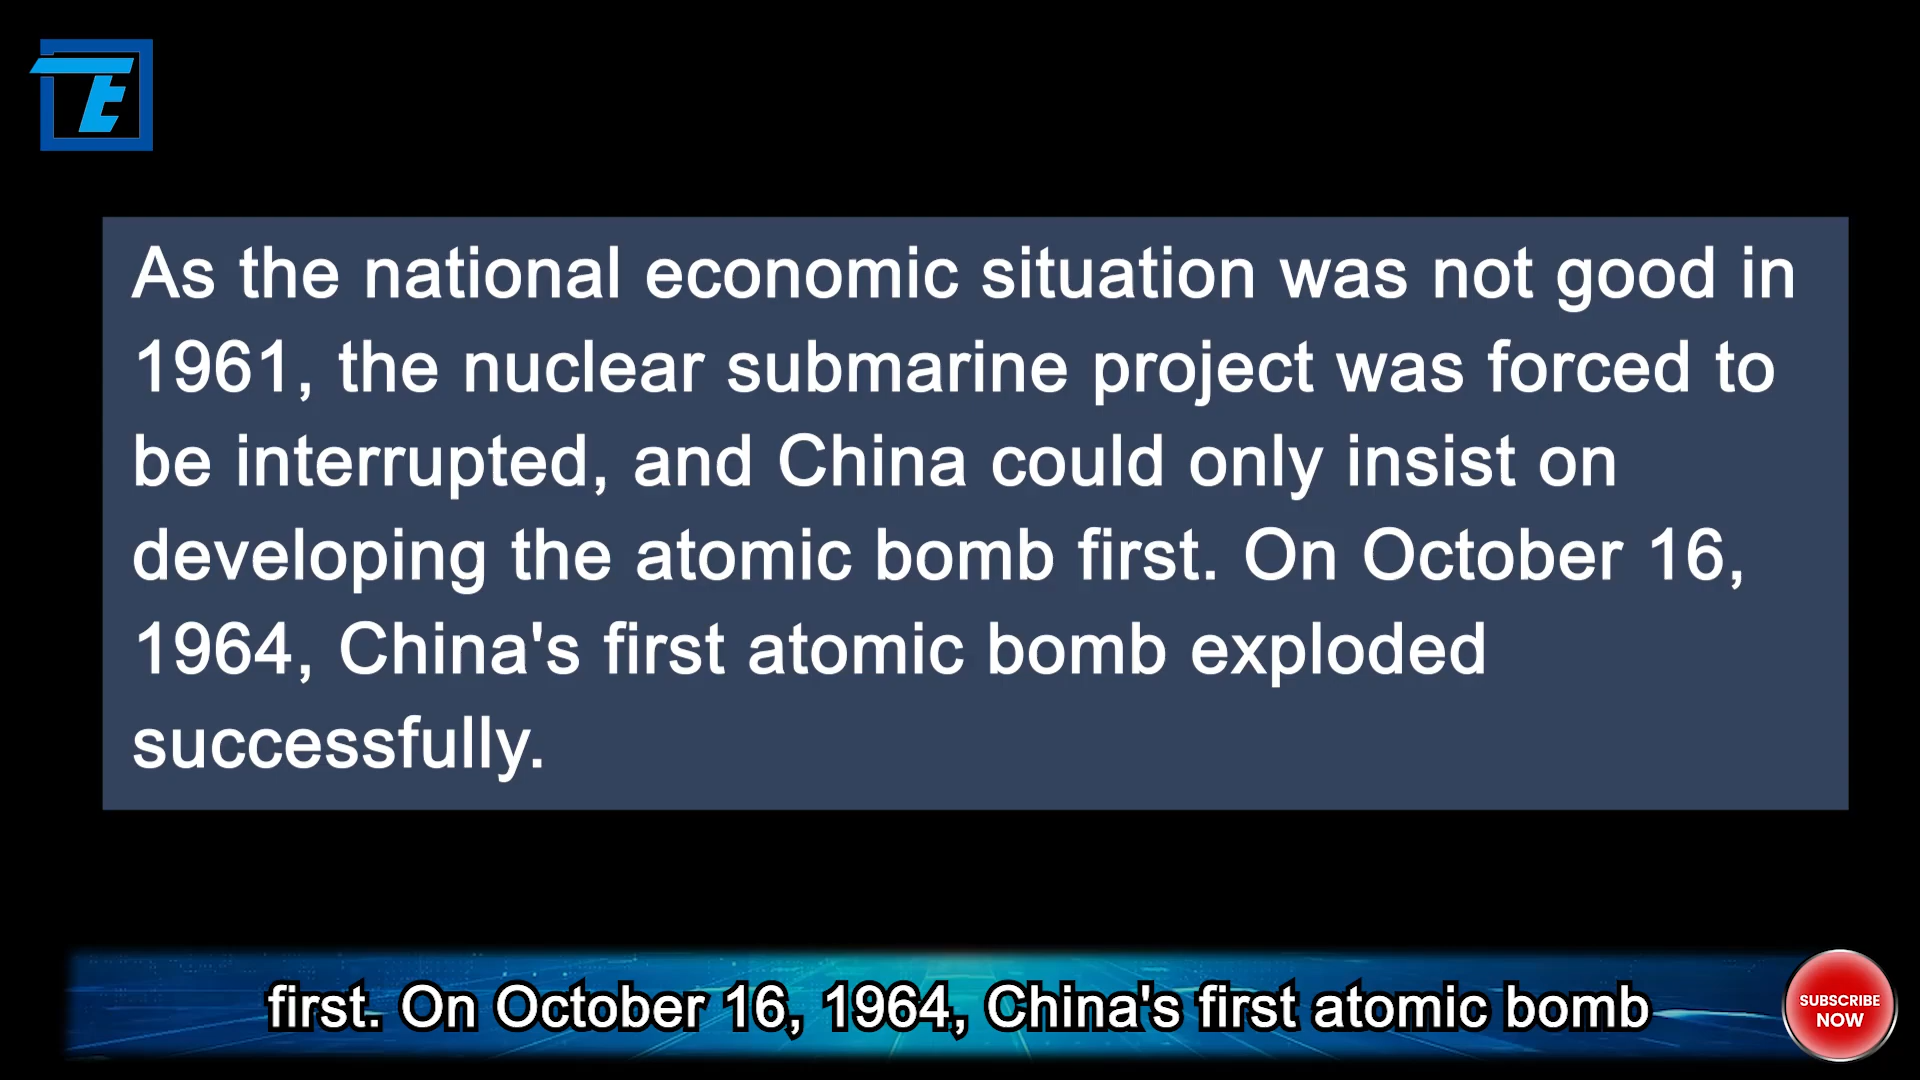 TE
As the national economic situation was not good in
1961, the nuclear submarine project was forced to
be interrupted, and China could only insist on
developing the atomic bomb first. On October 16,
1964, China's first atomic bomb exploded
successfully.
first. On October 16, 1964, China's first atomic bomb
SUBSCRIBE
NOW